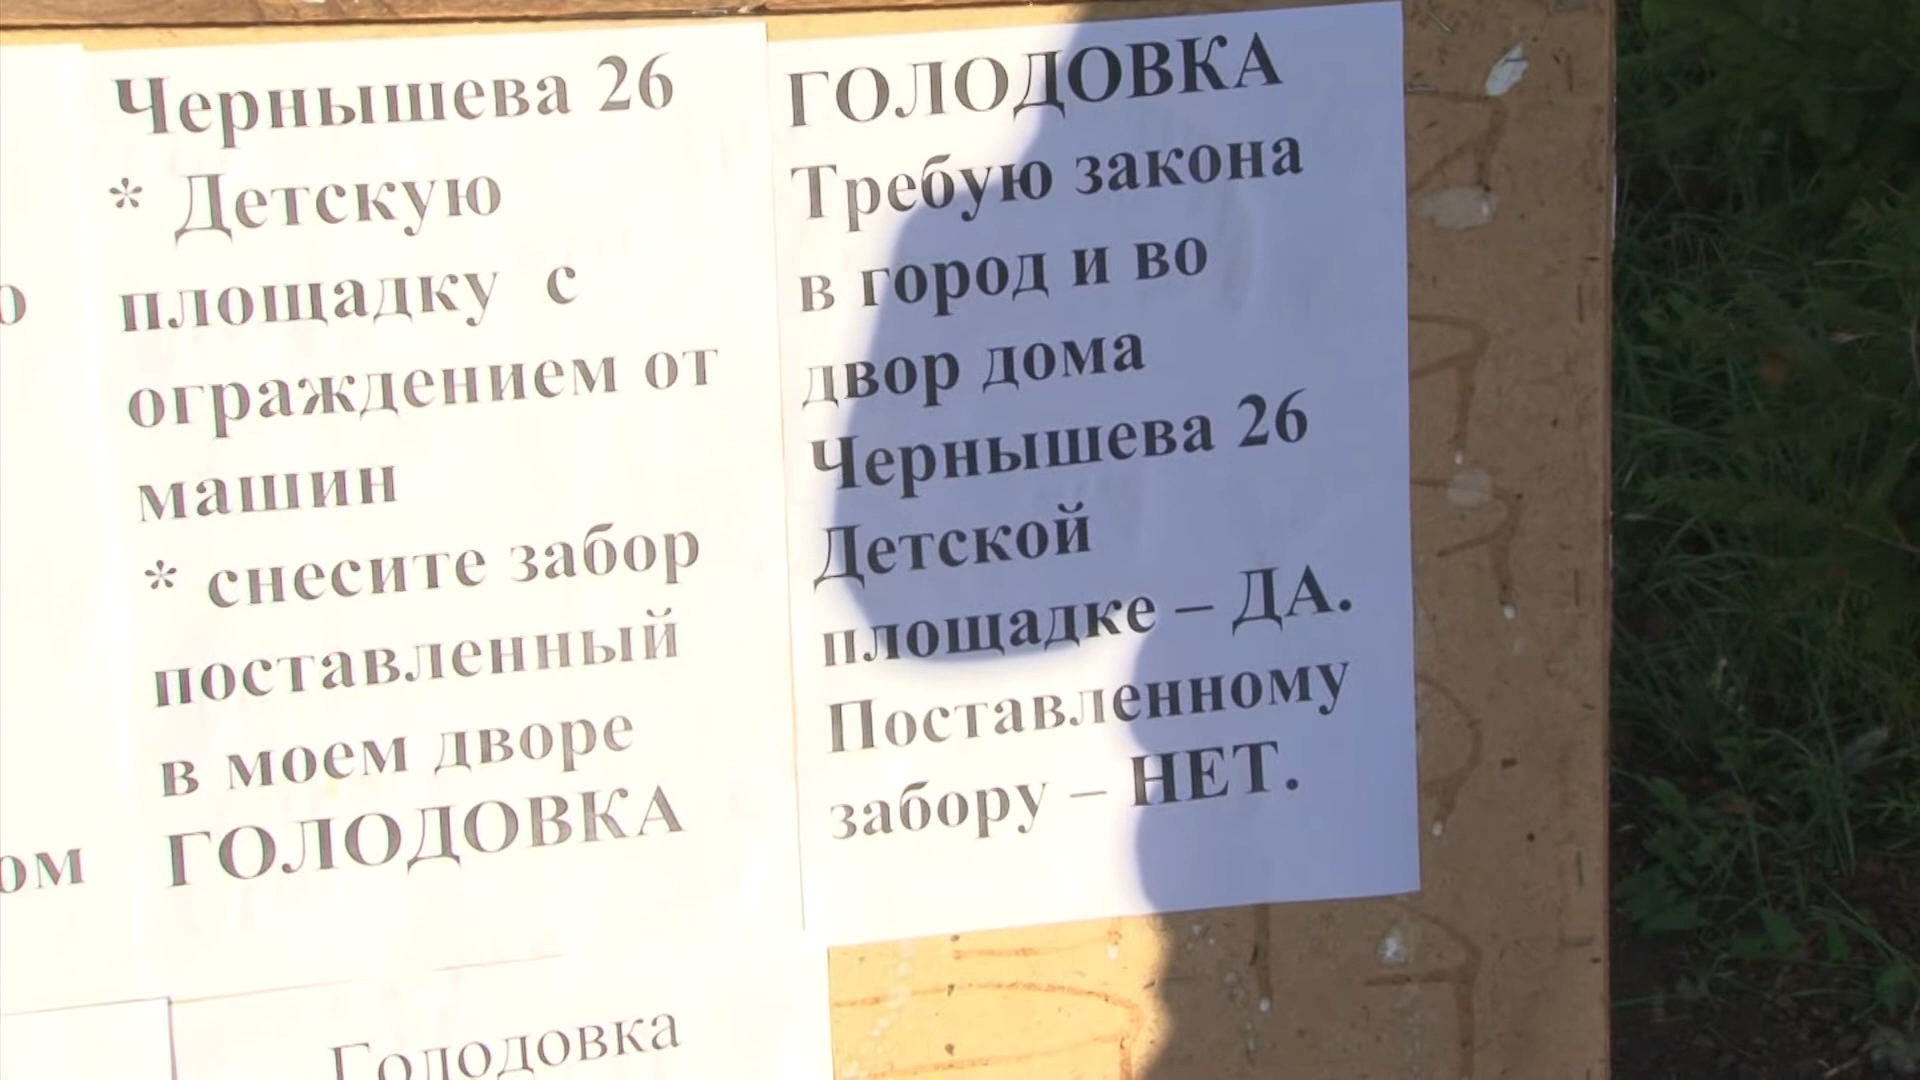 Чернышева 26
* Детскую
площадку с
ограждением от
машин
* снесите забор
поставленный
в моем дворе
ГОЛОДОВКА
ГОЛОДОВКА
Требую закона
в город и во
двор дома
Чернышева 26
Детской
площадке – ДА.
Поставленному
забору – НЕТ.
Голодовка